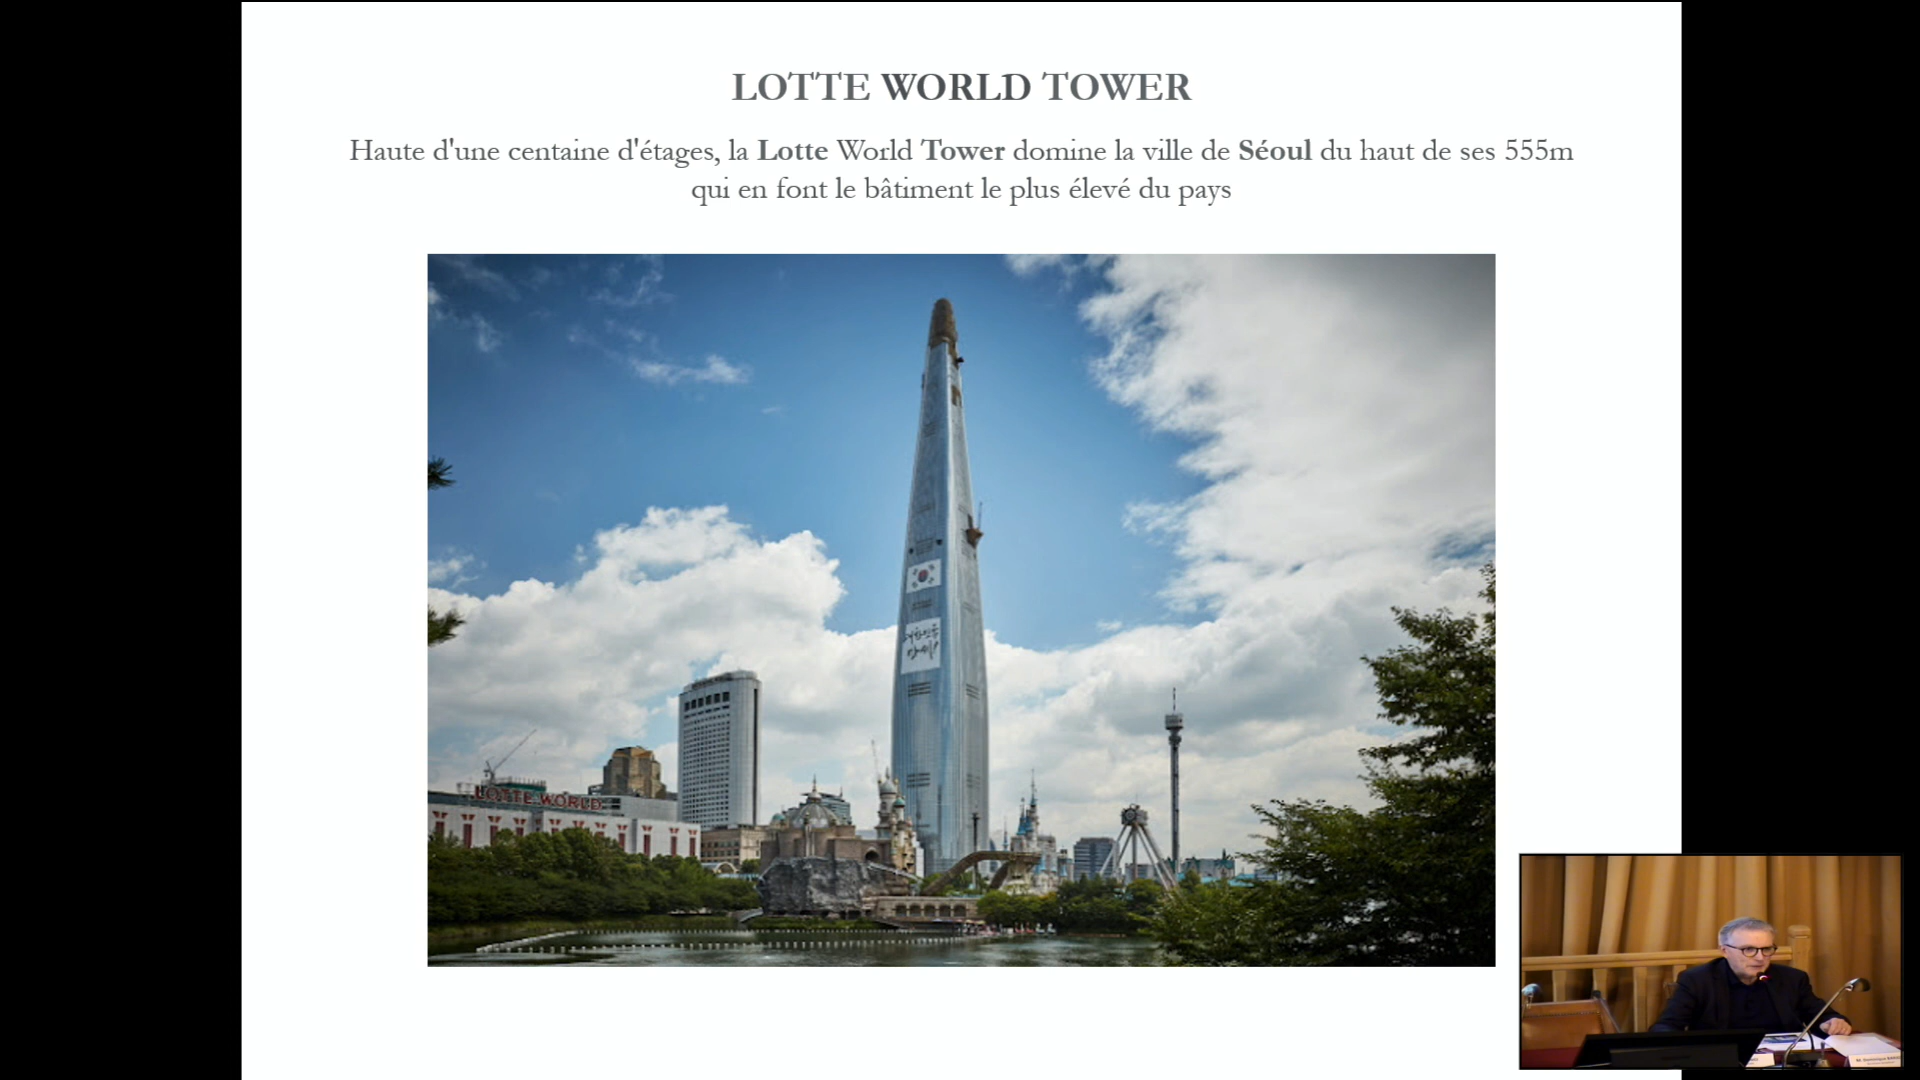 LOTTE WORLD TOWER
Haute d'une centaine d'étages, la Lotte World Tower domine la ville de Séoul du haut de ses 555m
qui en font le bâtiment le plus élevé du pays
LOTTE WORLD
M. Dominique